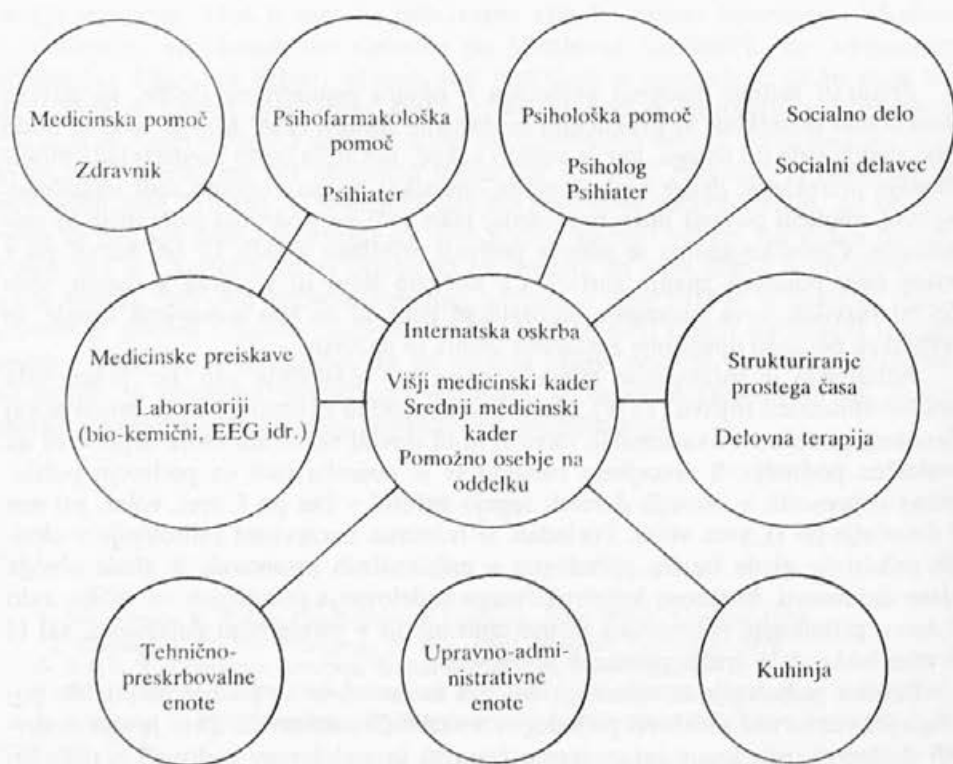 Medicinska pomoč
Zdravnik
Psihofarmakološka
pomoč
Psihiater
Psihološka pomoč
Psiholog
Psihiater
Socialno delo
Socialni delavec
Medicinske preiskave
Laboratoriji
(bio-kemični, EEG idr.)
Internatska oskrba
Višji medicinski kader
Srednji medicinski
kader
Pomožno osebje na
oddelku
Strukturiranje
prostega časa
Delovna terapija
Tehnično-
preskrbovalne
enote
Upravno-admi-
nistrativne
enote
Kuhinja